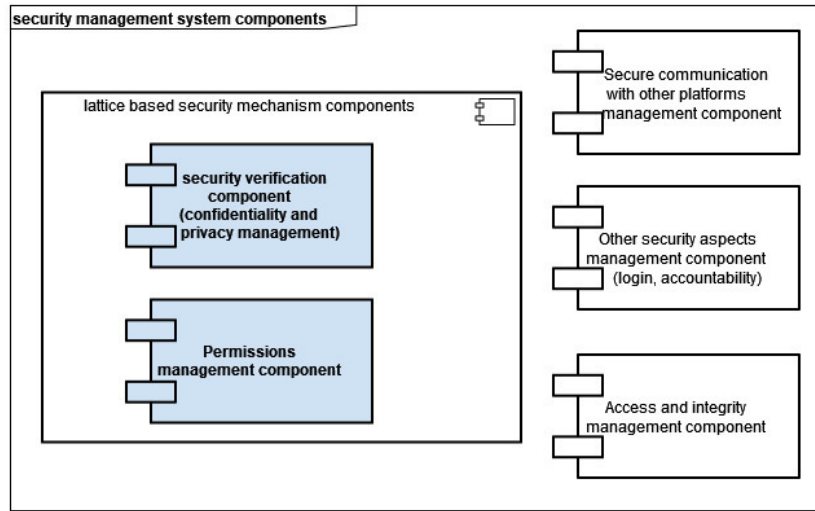 security management system components
lattice based security mechanism components
security verification
component
(confidentiality and
privacy management)
Permissions
management component
Secure communication
with other platforms
management component
Other security aspects
management component
(login, accountability)
Access and integrity
management component